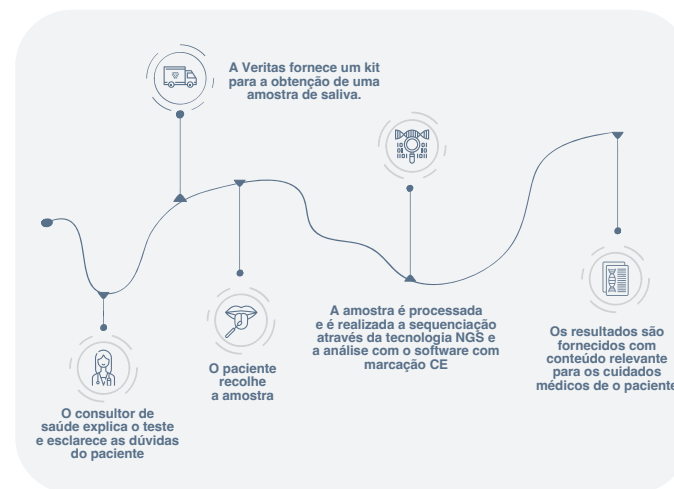 A Veritas fornece um kit
para a obtenção de uma
amostra de saliva.
O consultor de
saúde explica o teste
e esclarece as dúvidas
do paciente
O paciente
recolhe
a amostra
A amostra é processada
e é realizada a sequenciação
através da tecnologia NGS e
a análise com o software com
marcação CE
Os resultados são
fornecidos com
conteúdo relevante
para os cuidados
médicos de o paciente